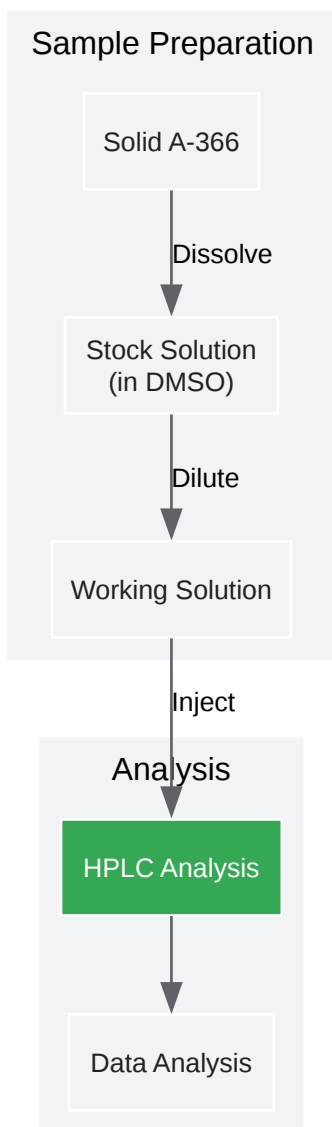 Sample Preparation
Solid A-366
Dissolve
Stock Solution
(in DMSO)
Dilute
Working Solution
Inject
Analysis
HPLC Analysis
Data Analysis